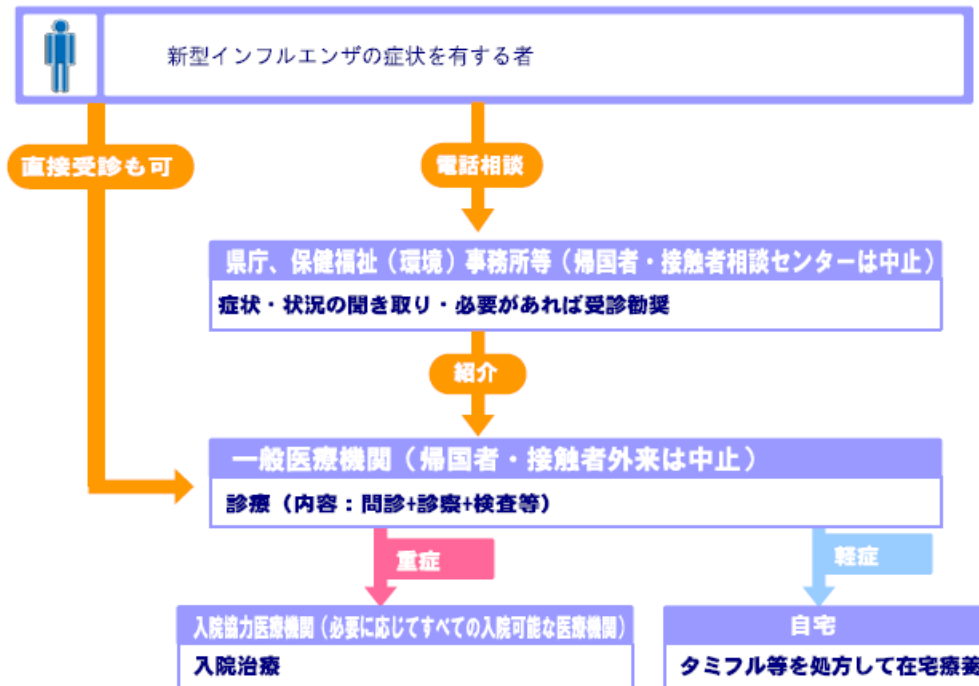 新型インフルエンザの症状を有する者
直接受診も可
電話相談
県庁、保健福祉（環境）事務所等（帰国者・接触者相談センターは中止）
症状・状況の聞き取り・必要があれば受診勧奨
紹介
一般医療機関（帰国者・接触者外来は中止）
診療（内容：問診+診察+検査等）
重症
軽症
入院協力医療機関（必要に応じてすべての入院可能な医療機関）
入院治療
自宅
タミフル等を処方して在宅療養